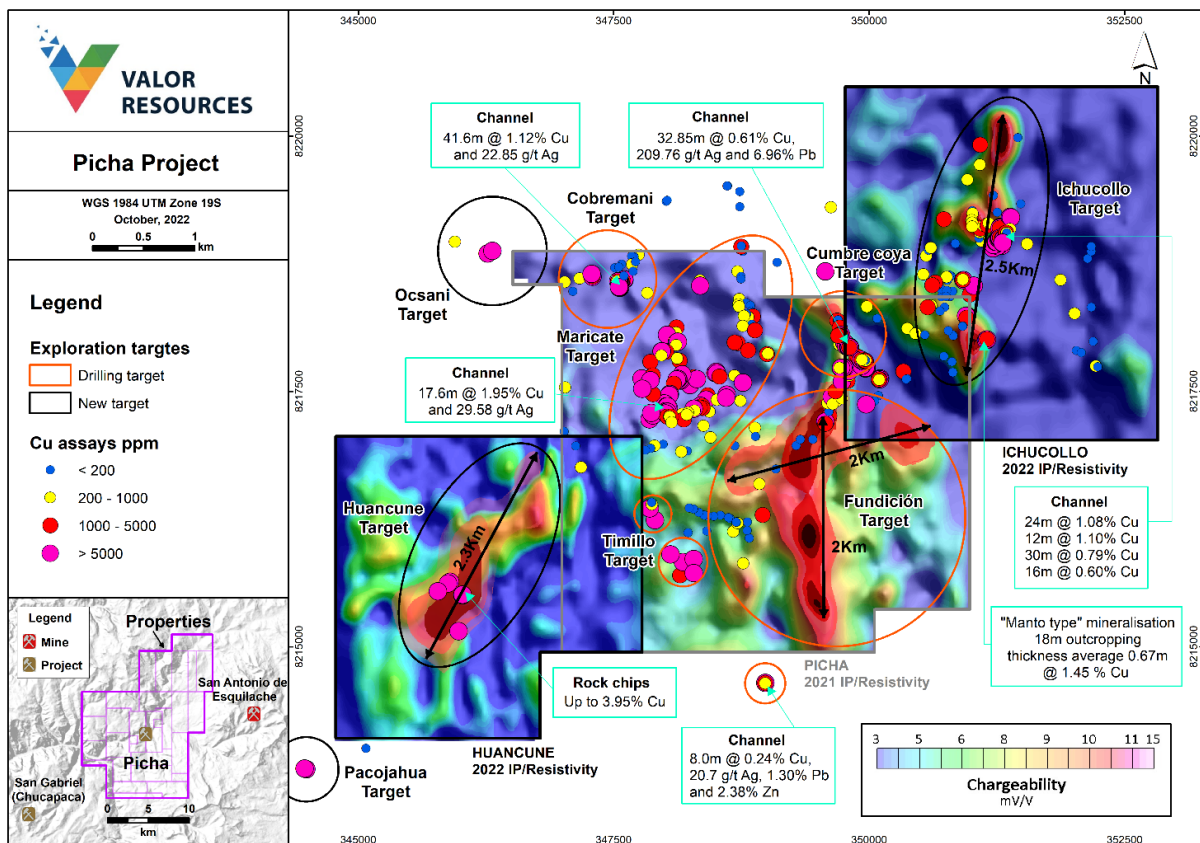 VALOR
RESOURCES
Picha Project
WGS 1984 UTM Zone 19S
October, 2022
0 0.5 1
km
Legend
Exploration targtes
Drilling target
New target
Cu assays ppm
< 200
200 - 1000
1000 - 5000
> 5000
Legend
Mine
Project
Properties
San Antonio de
Esquilache
Picha
San Gabriel
(Chucapaca)
0 5 10
km
345000 347500 350000 352500
8220000
8217500
8215000
N
Channel
41.6m @ 1.12% Cu
and 22.85 g/t Ag
Channel
32.85m @ 0.61% Cu,
209.76 g/t Ag and 6.96% Pb
Cobremani
Target
Ichucollo
Target
Cumbre coya
Target
2.5Km
Ocsani
Target
Maricate
Target
Channel
17.6m @ 1.95% Cu
and 29.58 g/t Ag
2Km
ICHUCOLLO
2022 IP/Resistivity
Huancune
Target
Fundición
Target
2.3Km
Timillo
Target
2Km
Channel
24m @ 1.08% Cu
12m @ 1.10% Cu
30m @ 0.79% Cu
16m @ 0.60% Cu
"Manto type" mineralisation
18m outcropping
thickness average 0.67m
@ 1.45 % Cu
PICHA
2021 IP/Resistivity
Rock chips
Up to 3.95% Cu
Channel
8.0m @ 0.24% Cu,
20.7 g/t Ag, 1.30% Pb
and 2.38% Zn
HUANCUNE
2022 IP/Resistivity
Pacojahua
Target
3 4 5 6 8 9 10 11 15
Chargeability
mV/V
345000 347500 350000 352500
8220000
8217500
8215000